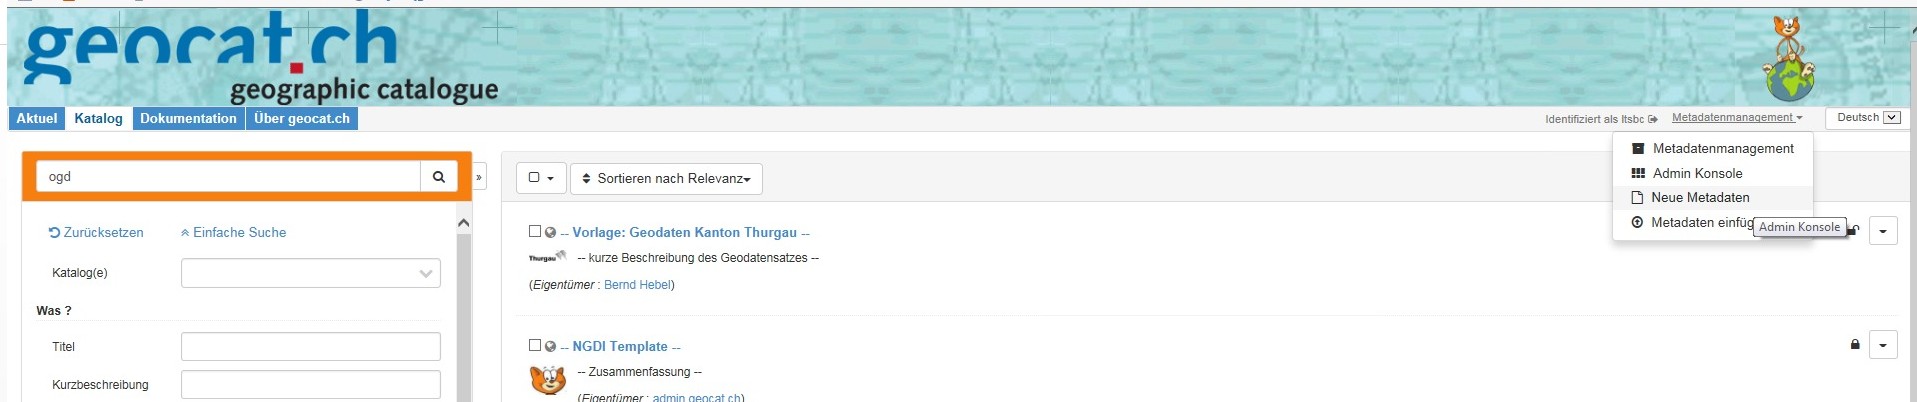 geocat.ch
geographic catalogue
Aktuel Katalog Dokumentation Über geocat.ch
Identifiziert als ltsbc Metadatenmanagement Deutsch
Metadatenmanagement
Admin Konsole
Neue Metadaten
Metadaten einfüg
Admin Konsole
ogd
»
Zurücksetzen Einfache Suche
Katalog(e)
Was ?
Titel
Kurzbeschreibung
Sortieren nach Relevanz
-- Vorlage: Geodaten Kanton Thurgau --
Thurgau -- kurze Beschreibung des Geodatensatzes --
(Eigentümer : Bernd Hebel)
-- NGDI Template --
-- Zusammenfassung --
(Eigentümer : admin geocat.ch)